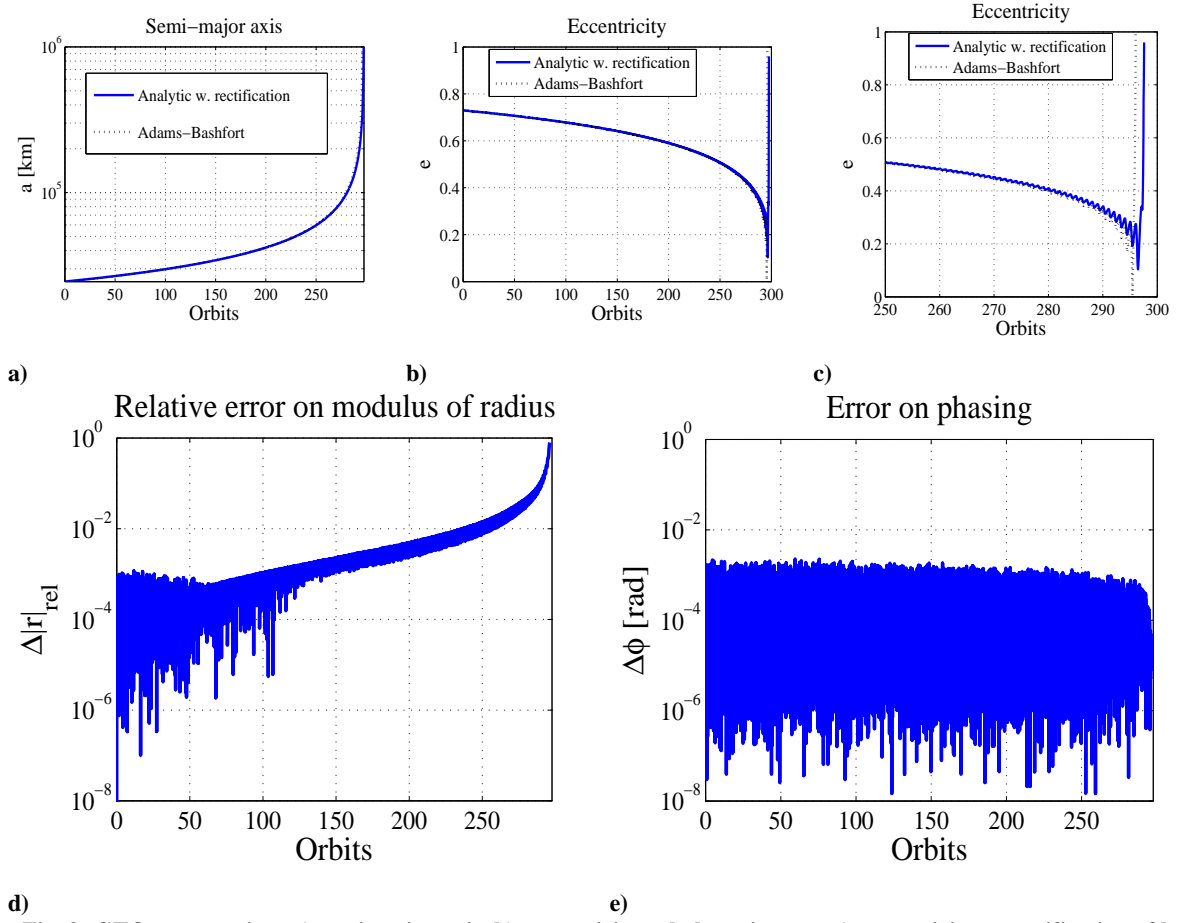 Semi−major axis
a [km]
10^6
10^5
Analytic w. rectification
Adams−Bashfort
0 50 100 150 200 250
Orbits
a)
Eccentricity
e
1
0.8
0.6
0.4
0.2
0
Analytic w. rectification
Adams−Bashfort
0 50 100 150 200 250 300
Orbits
b)
Eccentricity
e
1
0.8
0.6
0.4
0.2
0
Analytic w. rectification
Adams−Bashfort
250 260 270 280 290 300
Orbits
c)
Relative error on modulus of radius
Δ|r|rel
10^0
10^−2
10^−4
10^−6
10^−8
0 50 100 150 200 250
Orbits
d)
Error on phasing
Δϕ [rad]
10^0
10^−2
10^−4
10^−6
10^−8
0 50 100 150 200 250
Orbits
e)